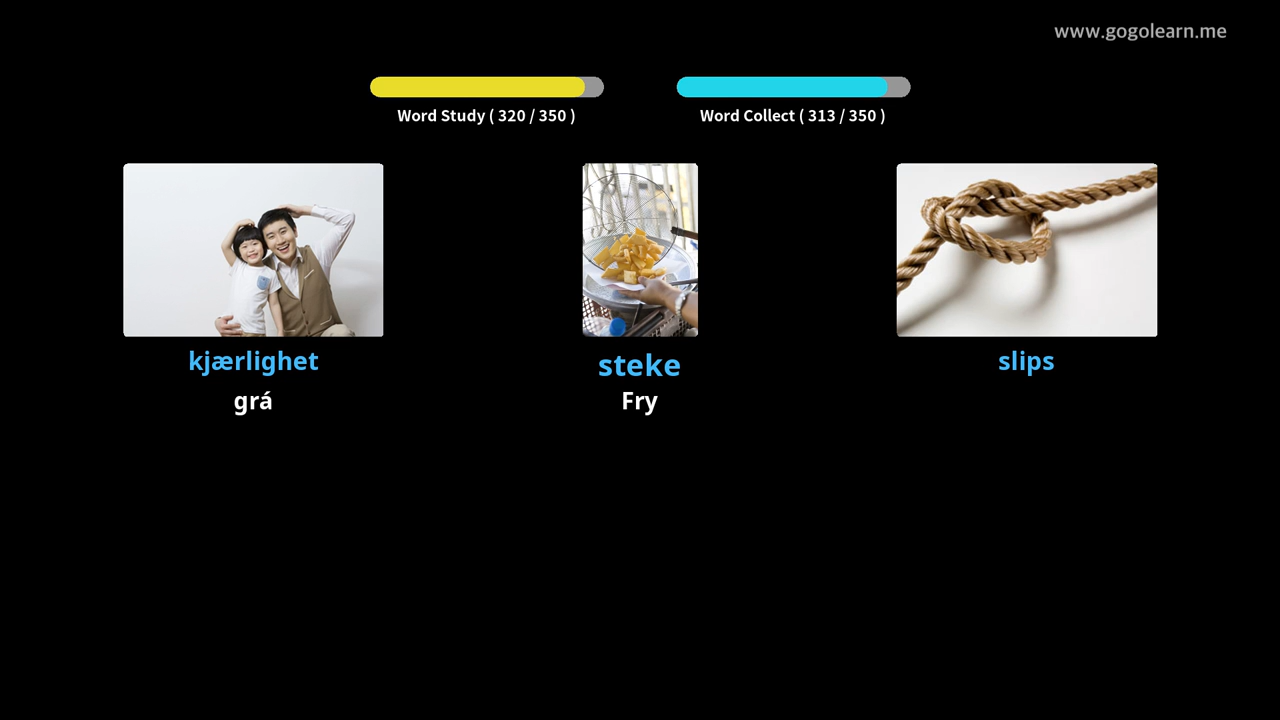 www.gogolearn.me
Word Study ( 320 / 350 )
Word Collect ( 313 / 350 )
kjærlighet
steke
slips
grá
Fry